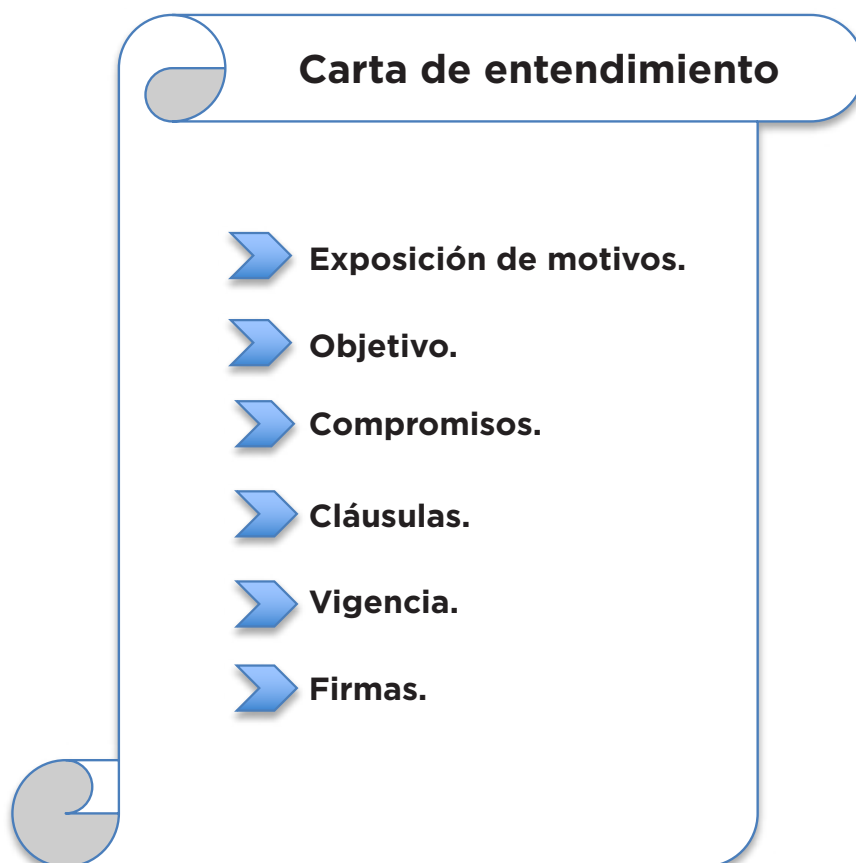 Carta de entendimiento
Exposición de motivos.
Objetivo.
Compromisos.
Cláusulas.
Vigencia.
Firmas.